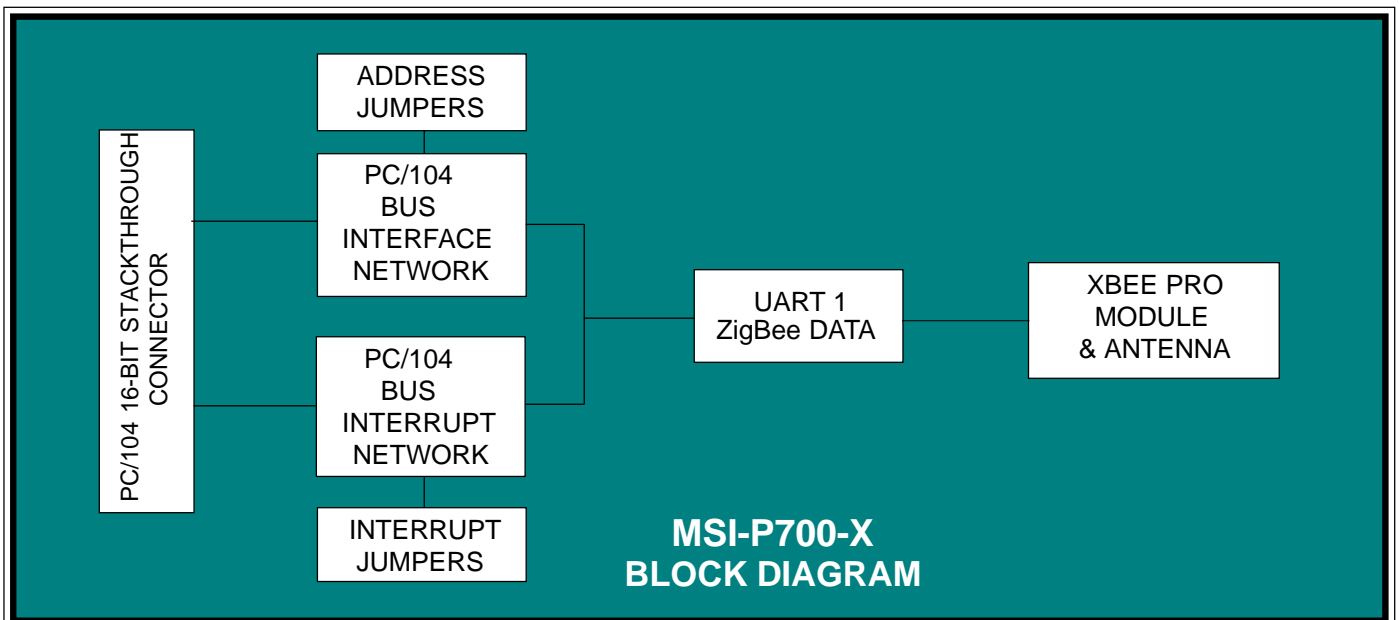 ADDRESS
JUMPERS
PC/104 16-BIT STACKTHROUGH
CONNECTOR
PC/104
BUS
INTERFACE
NETWORK
PC/104
BUS
INTERRUPT
NETWORK
INTERRUPT
JUMPERS
UART 1
ZigBee DATA
XBEE PRO
MODULE
& ANTENNA
MSI-P700-X
BLOCK DIAGRAM